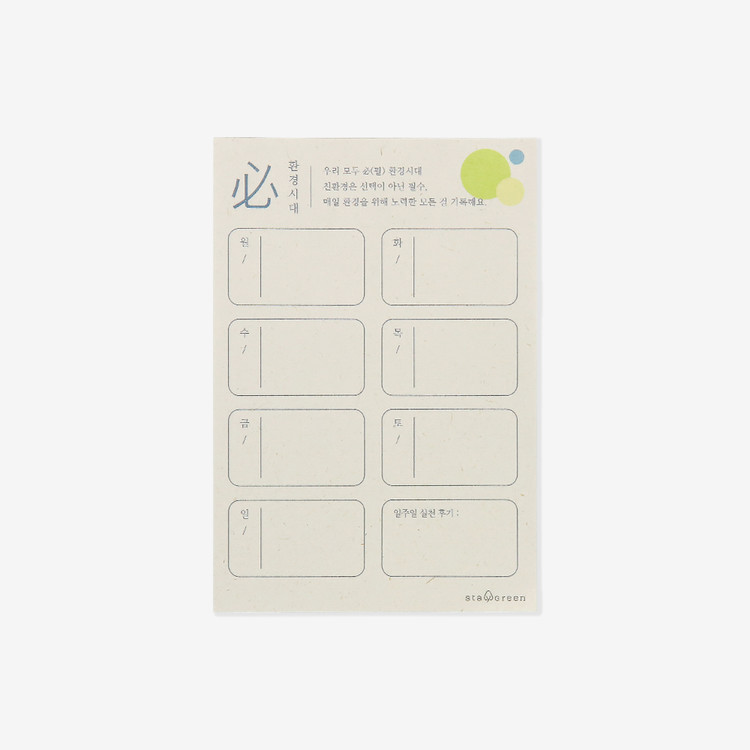 必
환경시대
우리 모두 必(필) 환경시대
친환경은 선택이 아닌 필수,
매일 환경을 위해 노력한 모든 걸 기록해요.
월
/
화
/
수
/
목
/
금
/
토
/
일
/
일주일 실천 후기 :
stay green